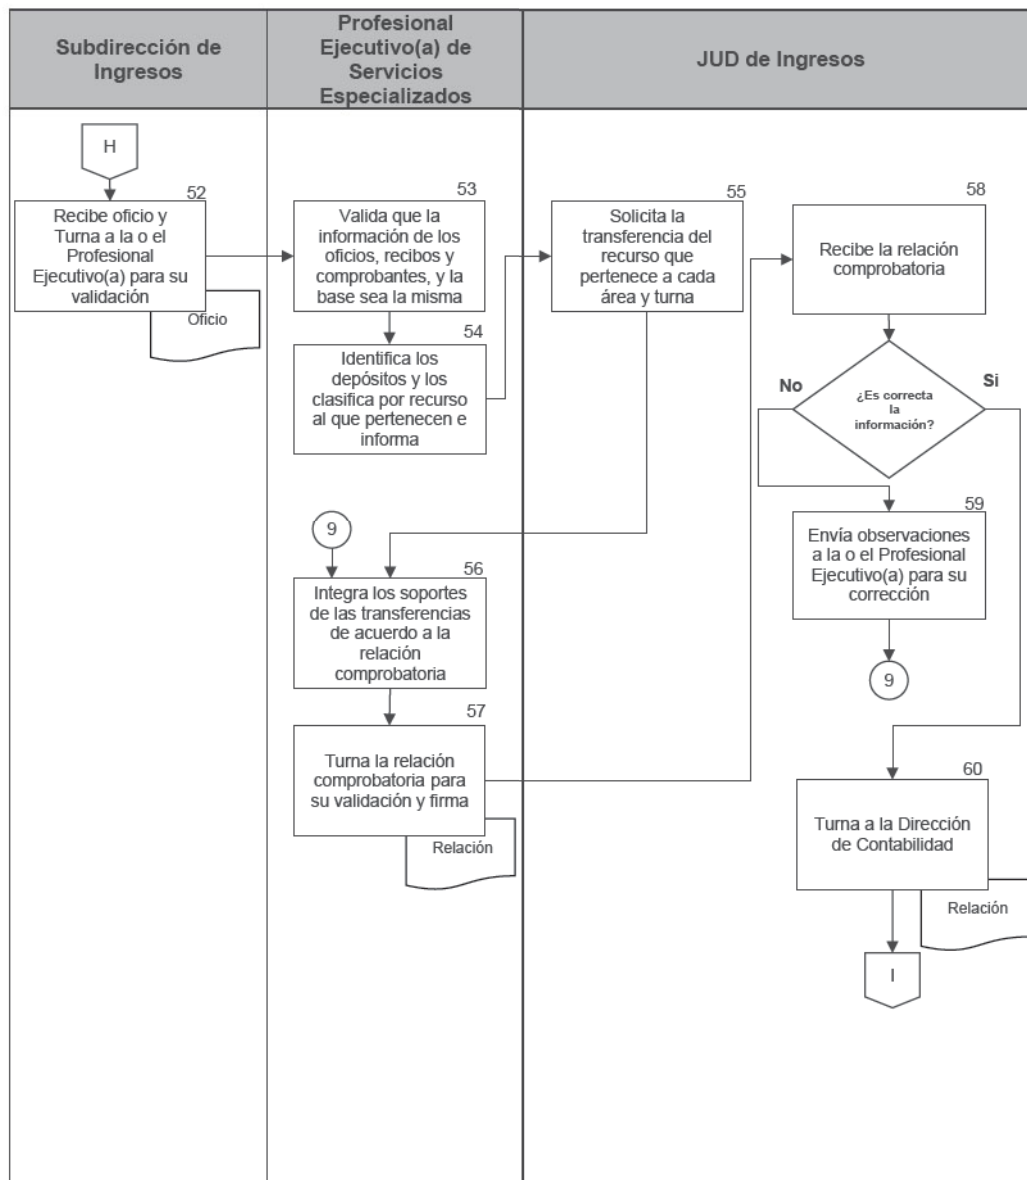 Subdirección de
Ingresos
Profesional
Ejecutivo(a) de
Servicios
Especializados
JUD de Ingresos
H
52
Recibe oficio y
Turna a la o el
Profesional
Ejecutivo(a) para su
validación
Oficio
53
Valida que la
información de los
oficios, recibos y
comprobantes, y la
base sea la misma
54
Identifica los
depósitos y los
clasifica por recurso
al que pertenecen e
informa
55
Solicita la
transferencia del
recurso que
pertenece a cada
área y turna
9
56
Integra los soportes
de las transferencias
de acuerdo a la
relación
comprobatoria
57
Turna la relación
comprobatoria para
su validación y firma
Relación
58
Recibe la relación
comprobatoria
No
Si
¿Es correcta
la
información?
59
Envía observaciones
a la o el Profesional
Ejecutivo(a) para su
corrección
9
60
Turna a la Dirección
de Contabilidad
Relación
I